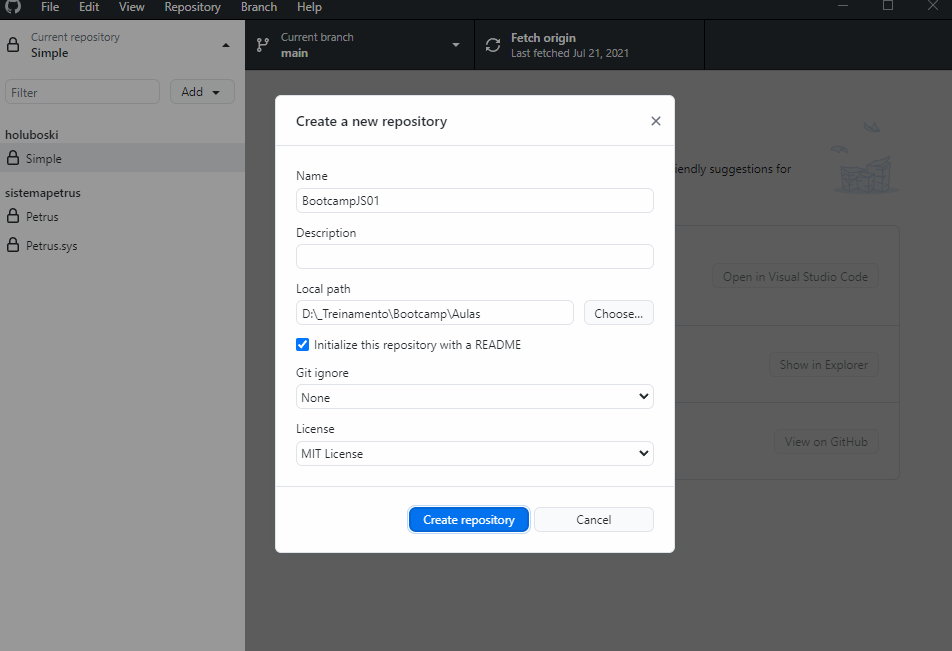 File Edit View Repository Branch Help
Current repository
Simple
Current branch
main
Fetch origin
Last fetched Jul 21, 2021
Filter
Add
holuboski
Simple
sistemapetrus
Petrus
Petrus.sys
iendly suggestions for
Open in Visual Studio Code
Show in Explorer
View on GitHub
Create a new repository
Name
BootcampJS01
Description
Local path
D:\_Treinamento\Bootcamp\Aulas
Choose...
Initialize this repository with a README
Git ignore
None
License
MIT License
Create repository Cancel